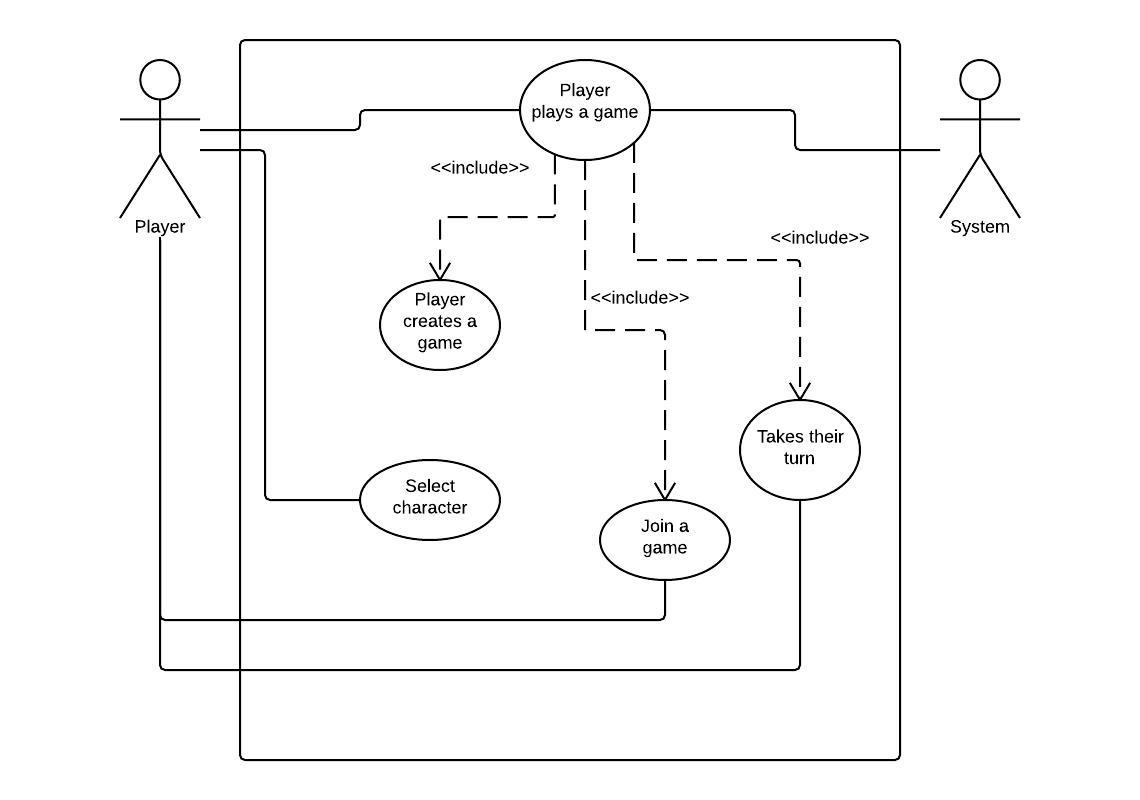 Player
plays a game
<<include>>
Player
System
<<include>>
<<include>>
Player
creates a
game
Takes their
turn
Select
character
Join a
game